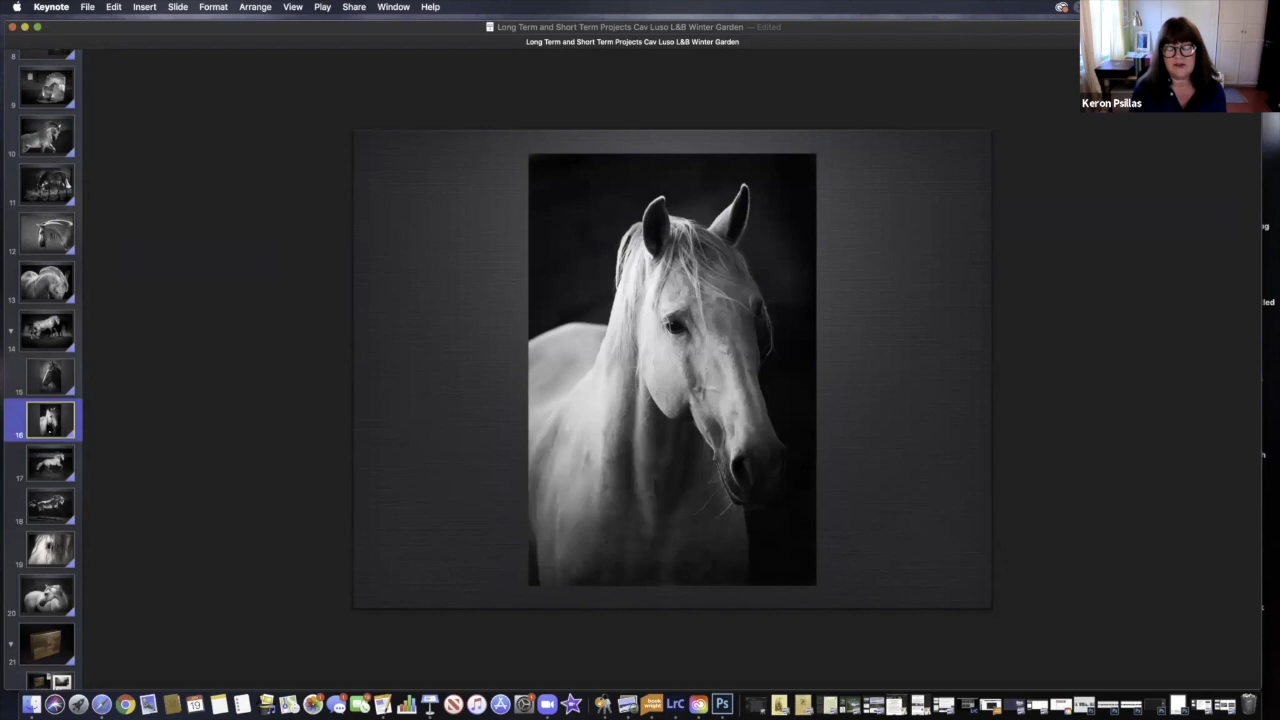 Keynote File Edit Insert Slide Format Arrange View Play Share Window Help
Long Term and Short Term Projects Cav Luso L&B Winter Garden — Edited
Long Term and Short Term Projects Cav Luso L&B Winter Garden
Keron Psillas
8
9
10
11
12
13
14
15
16
17
18
19
20
21
LrC
Ps